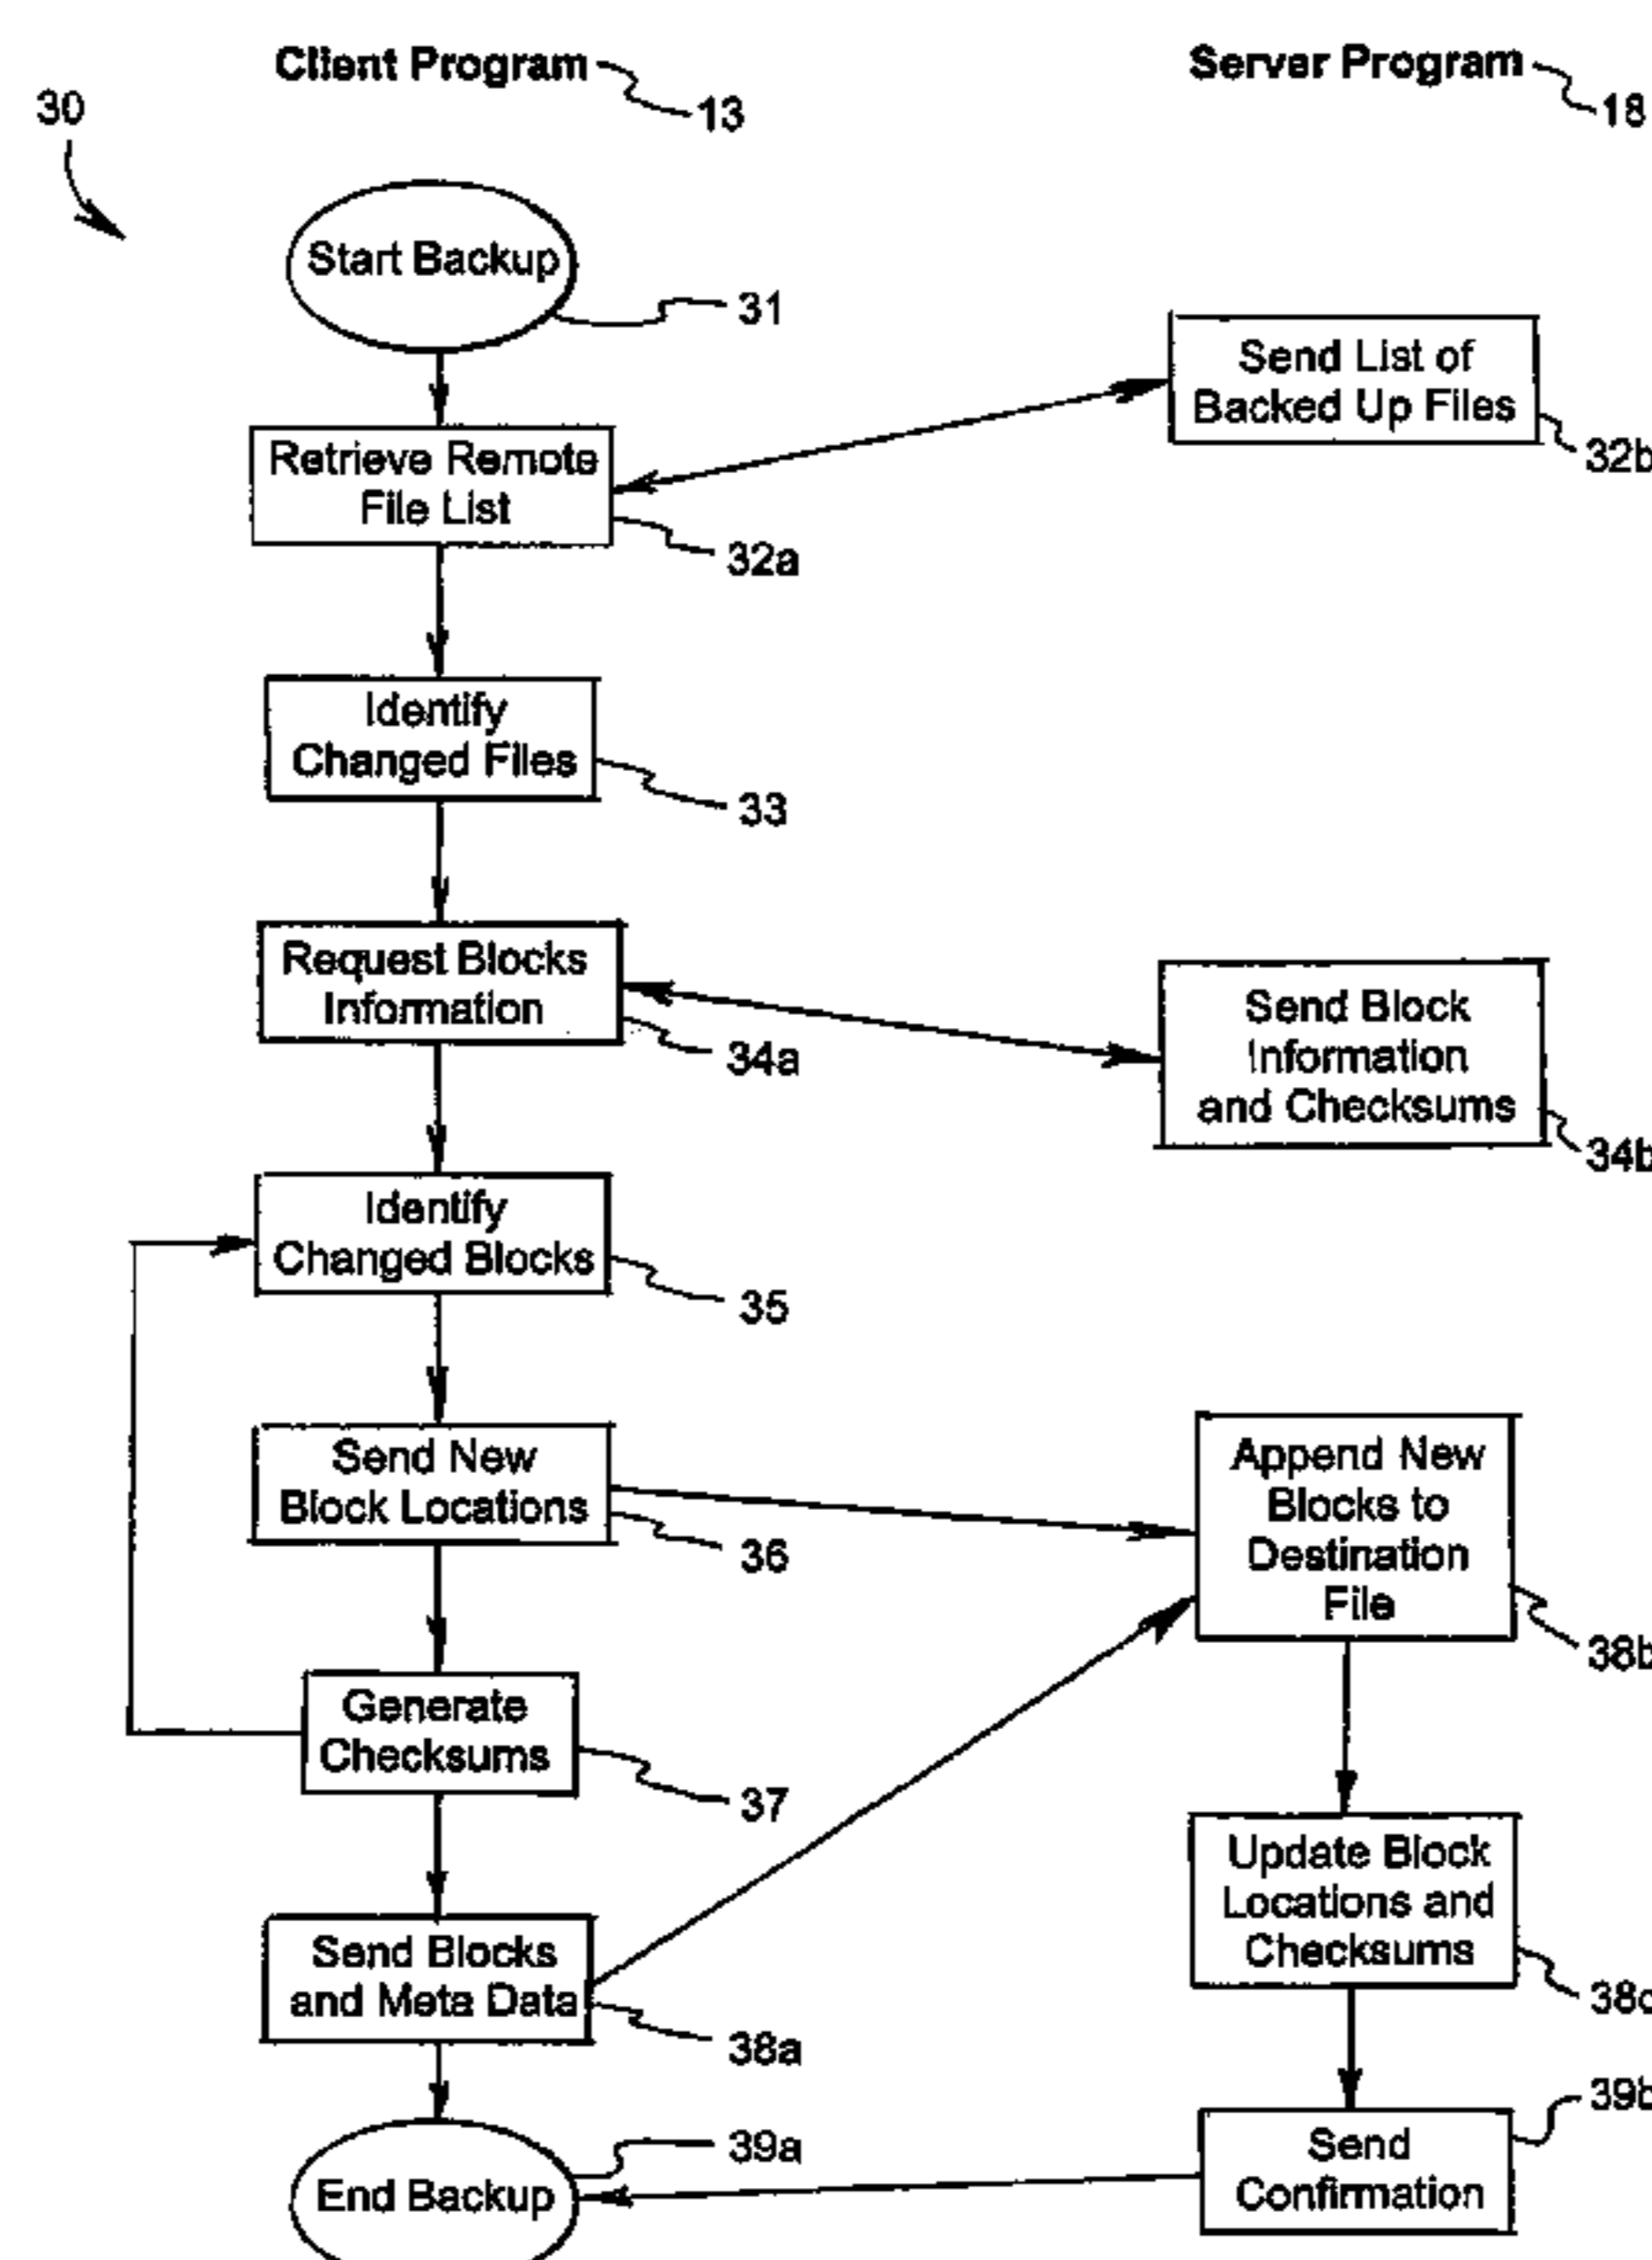 Client Program
13
Server Program
18
30
Start Backup
31
Send List of
Backed Up Files
32b
Retrieve Remote
File List
32a
Identify
Changed Files
33
Request Blocks
Information
34a
Send Block
Information
and Checksums
34b
Identify
Changed Blocks
35
Send New
Block Locations
36
Append New
Blocks to
Destination
File
38b
Generate
Checksums
37
Update Block
Locations and
Checksums
38c
Send Blocks
and Meta Data
38a
39b
Send
Confirmation
39a
End Backup